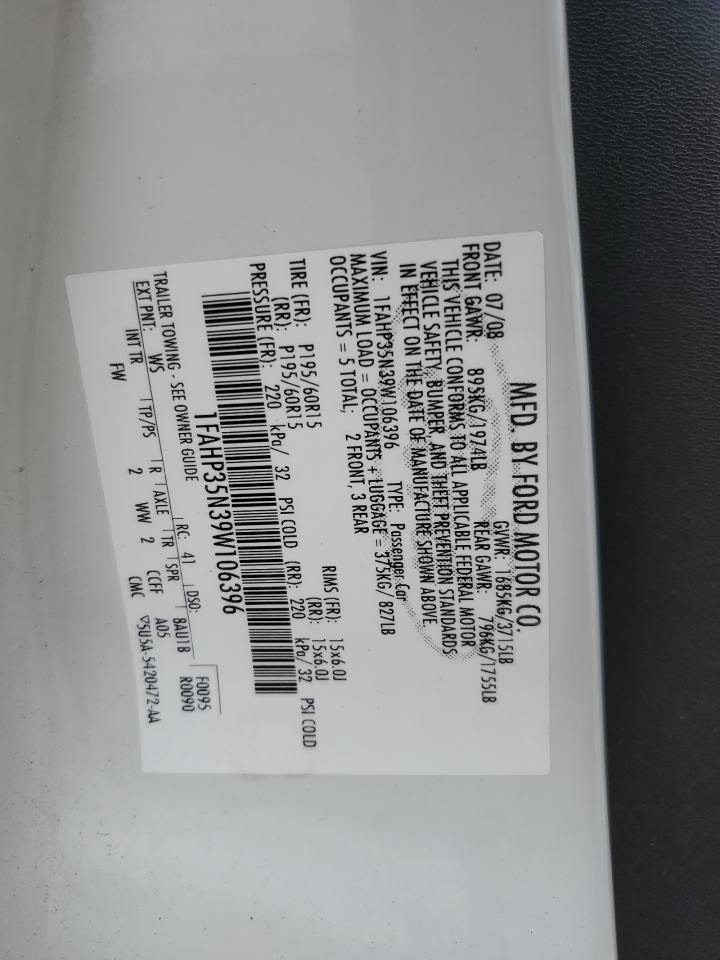 MFD. BY FORD MOTOR CO.
DATE: 07/08 GVWR: 1685KG/3715LB
FRONT GAWR: 895KG/1974LB REAR GAWR: 796KG/1755LB
THIS VEHICLE CONFORMS TO ALL APPLICABLE FEDERAL MOTOR
VEHICLE SAFETY, BUMPER, AND THEFT PREVENTION STANDARDS
IN EFFECT ON THE DATE OF MANUFACTURE SHOWN ABOVE.
VIN: 1FAHP35N39W106396 TYPE: Passenger Car
MAXIMUM LOAD = OCCUPANTS + LUGGAGE = 375KG/827LB
OCCUPANTS = 5 TOTAL; 2 FRONT, 3 REAR
TIRE (FR): P195/60R15 RIMS (FR): 15x6.0J
(RR): P195/60R15 (RR): 15x6.0J
PRESSURE (FR): 220 kPa/ 32 PSI COLD (RR): 220 kPa/32 PSI COLD
1FAHP35N39W106396
F0095
R0090
TRAILER TOWING - SEE OWNER GUIDE RC: 41 DSO:
EXT PNT: WS 8AU1B
INT TR TP/PS R AXLE TR SPR
FW 2 WW 2 CCFF A05
CMC ▽5U5A-5420472-AA